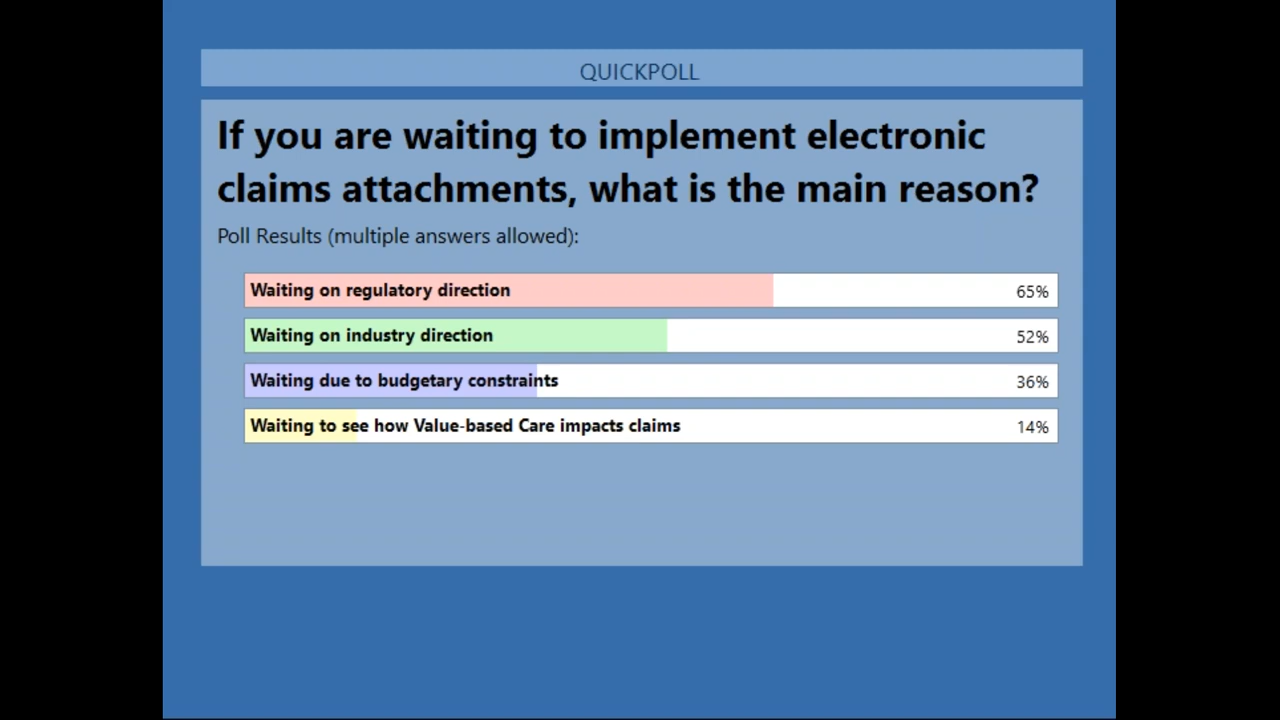 QUICKPOLL
If you are waiting to implement electronic
claims attachments, what is the main reason?
Poll Results (multiple answers allowed):
Waiting on regulatory direction 65%
Waiting on industry direction 52%
Waiting due to budgetary constraints 36%
Waiting to see how Value-based Care impacts claims 14%